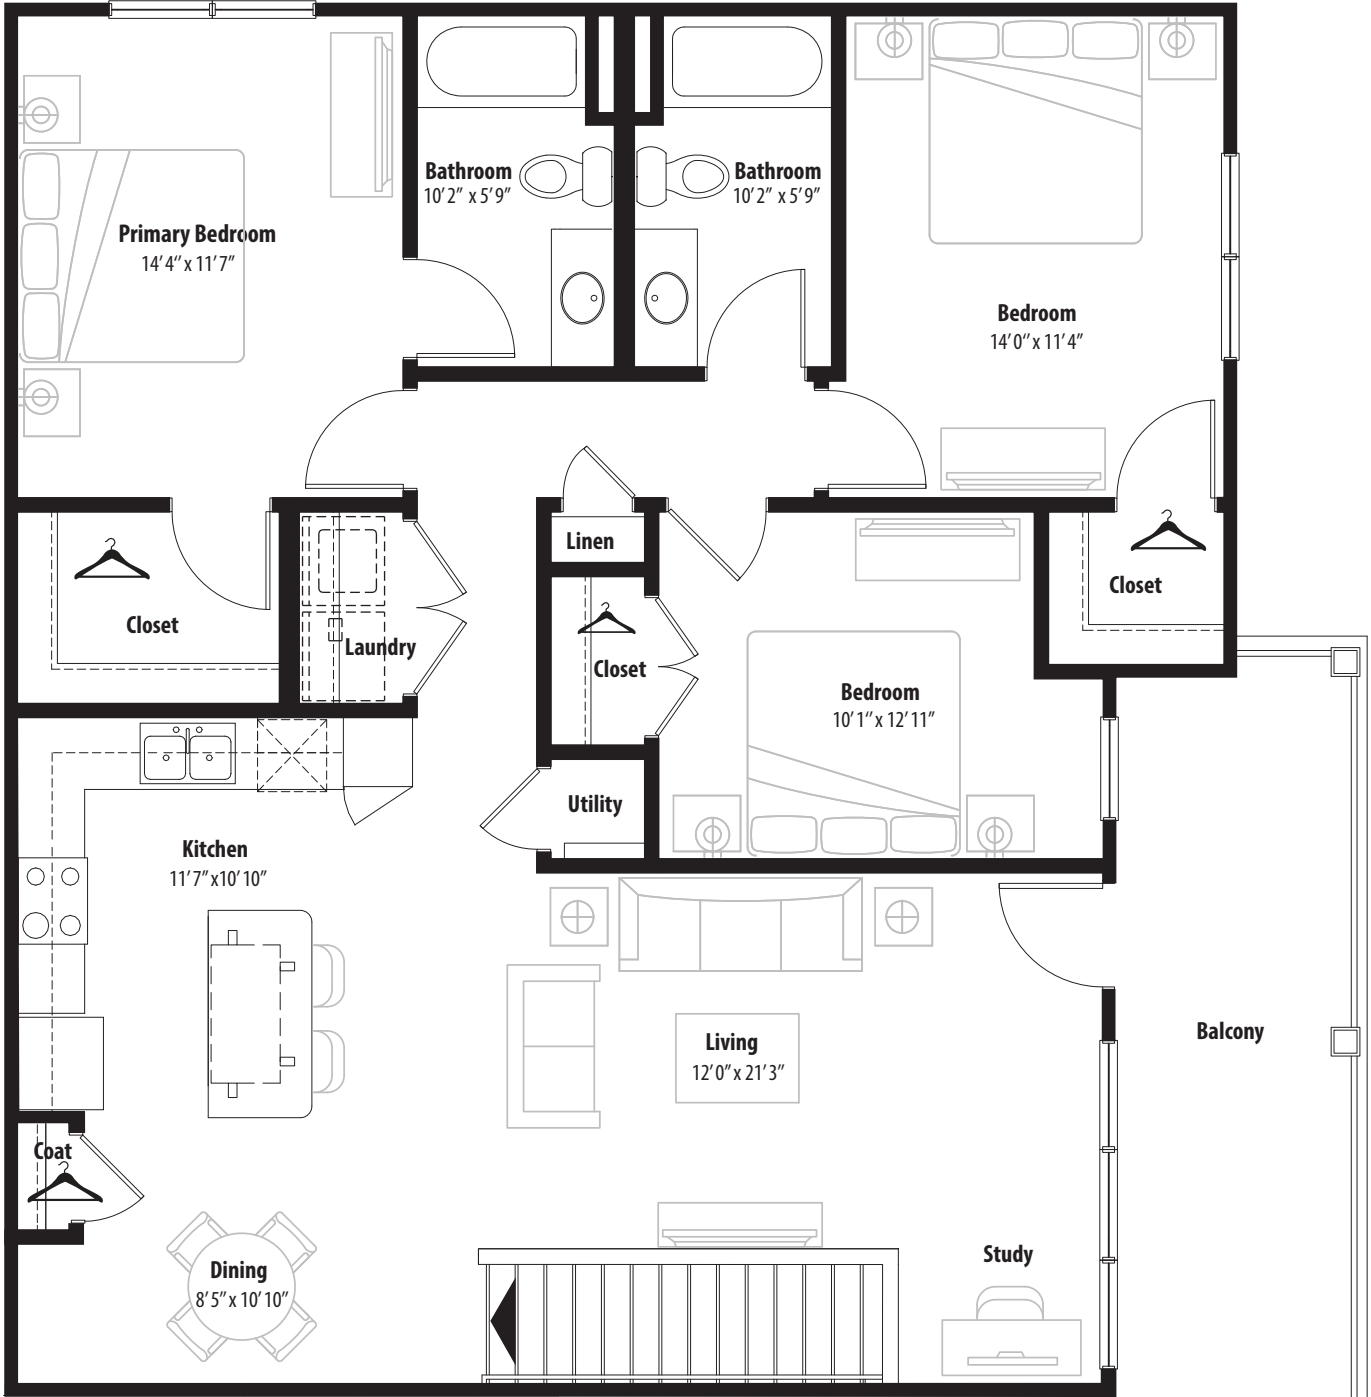 Bathroom
10'2" x 5'9"
Bathroom
10'2" x 5'9"
Primary Bedroom
14'4" x 11'7"
Bedroom
14'0" x 11'4"
Linen
Closet
Closet
Laundry
Closet
Bedroom
10'1" x 12'11"
Utility
Kitchen
11'7" x10'10"
Living
12'0" x 21'3"
Balcony
Coat
Dining
8'5" x 10'10"
Study